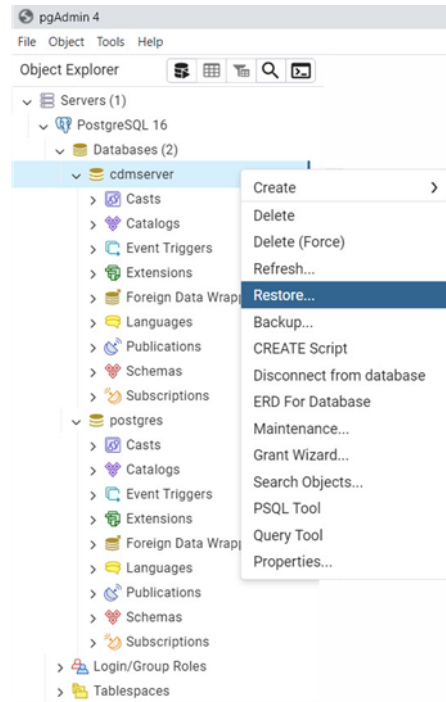 pgAdmin 4
File Object Tools Help
Object Explorer
Servers (1)
PostgreSQL 16
Databases (2)
cdmserver
Casts
Catalogs
Event Triggers
Extensions
Foreign Data Wrap
Languages
Publications
Schemas
Subscriptions
postgres
Casts
Catalogs
Event Triggers
Extensions
Foreign Data Wrap
Languages
Publications
Schemas
Subscriptions
Login/Group Roles
Tablespaces
Create
Delete
Delete (Force)
Refresh...
Restore...
Backup...
CREATE Script
Disconnect from database
ERD For Database
Maintenance...
Grant Wizard...
Search Objects...
PSQL Tool
Query Tool
Properties...